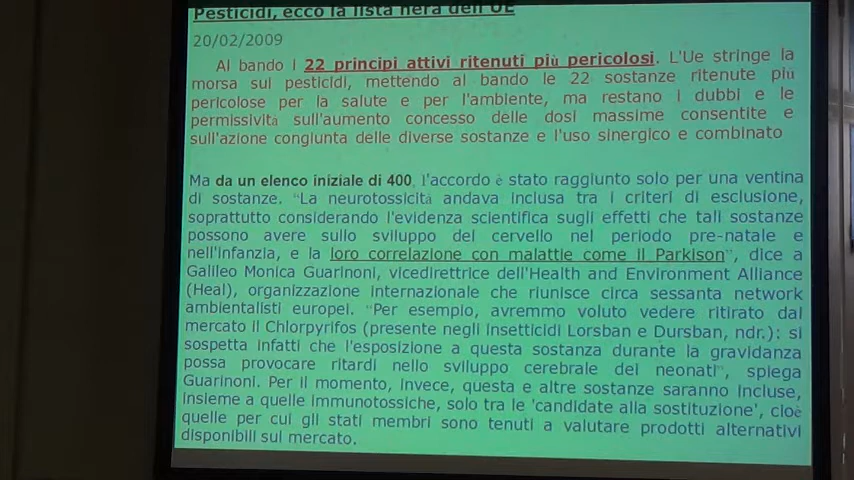 Pesticidi, ecco la lista nera dell'UE
20/02/2009
Al bando i 22 principi attivi ritenuti più pericolosi. L'Ue stringe la
morsa sui pesticidi, mettendo al bando le 22 sostanze ritenute più
pericolose per la salute e per l'ambiente, ma restano i dubbi e le
permissività sull'aumento concesso delle dosi massime consentite e
sull'azione congiunta delle diverse sostanze e l'uso sinergico e combinato
Ma da un elenco iniziale di 400, l'accordo è stato raggiunto solo per una ventina
di sostanze. "La neurotossicità andava inclusa tra i criteri di esclusione,
soprattutto considerando l'evidenza scientifica sugli effetti che tali sostanze
possono avere sullo sviluppo del cervello nel periodo pre-natale e
nell'infanzia, e la loro correlazione con malattie come il Parkison", dice a
Galileo Monica Guarinoni, vicedirettrice dell'Health and Environment Alliance
(Heal), organizzazione internazionale che riunisce circa sessanta network
ambientalisti europei. "Per esempio, avremmo voluto vedere ritirato dal
mercato il Chlorpyrifos (presente negli insetticidi Lorsban e Dursban, ndr.): si
sospetta infatti che l'esposizione a questa sostanza durante la gravidanza
possa provocare ritardi nello sviluppo cerebrale dei neonati", spiega
Guarinoni. Per il momento, invece, questa e altre sostanze saranno incluse,
insieme a quelle immunotossiche, solo tra le 'candidate alla sostituzione', cioè
quelle per cui gli stati membri sono tenuti a valutare prodotti alternativi
disponibili sul mercato.